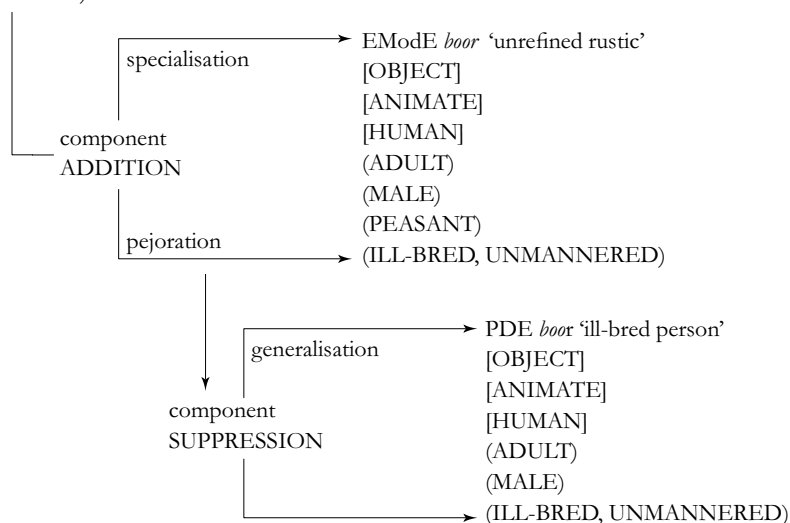 specialisation
EModE boor ‘unrefined rustic’
[OBJECT]
[ANIMATE]
[HUMAN]
(ADULT)
(MALE)
(PEASANT)
(ILL-BRED, UNMANNERED)
component
ADDITION
pejoration
generalisation
PDE boor ‘ill-bred person’
[OBJECT]
[ANIMATE]
[HUMAN]
(ADULT)
(MALE)
(ILL-BRED, UNMANNERED)
component
SUPPRESSION